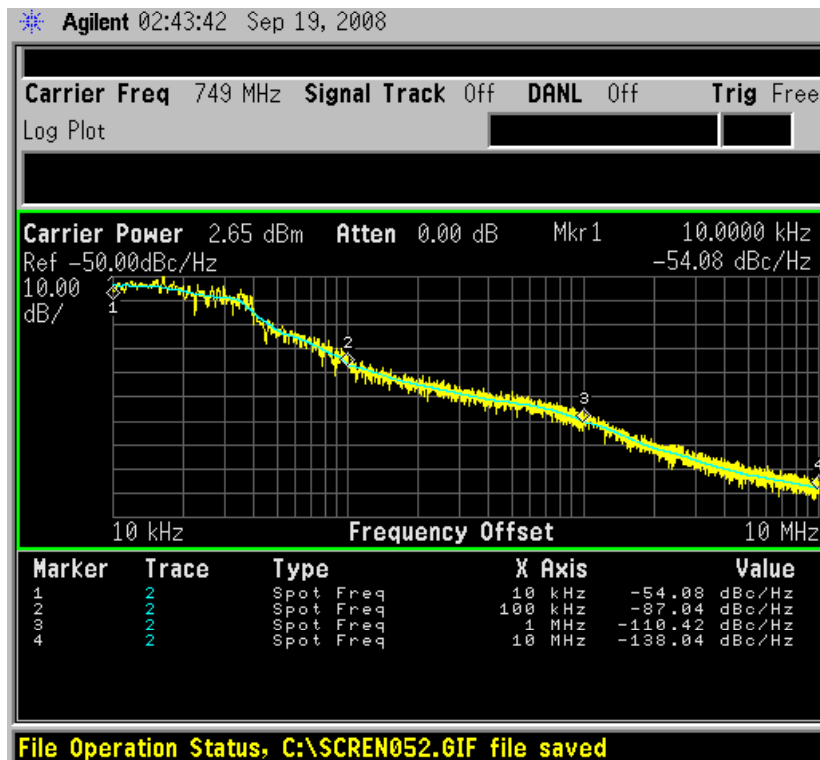 Agilent 02:43:42 Sep 19, 2008
Carrier Freq 749 MHz Signal Track Off DANL Off Trig Free
Log Plot
Carrier Power 2.65 dBm Atten 0.00 dB Mkr1 10.0000 kHz
Ref -50.00dBc/Hz -54.08 dBc/Hz
10.00
dB/
1
2
3
4
10 kHz Frequency Offset 10 MHz
Marker Trace Type X Axis Value
1 2 Spot Freq 10 kHz -54.08 dBc/Hz
2 2 Spot Freq 100 kHz -87.04 dBc/Hz
3 2 Spot Freq 1 MHz -110.42 dBc/Hz
4 2 Spot Freq 10 MHz -138.04 dBc/Hz
File Operation Status, C:\SCREN052.GIF file saved